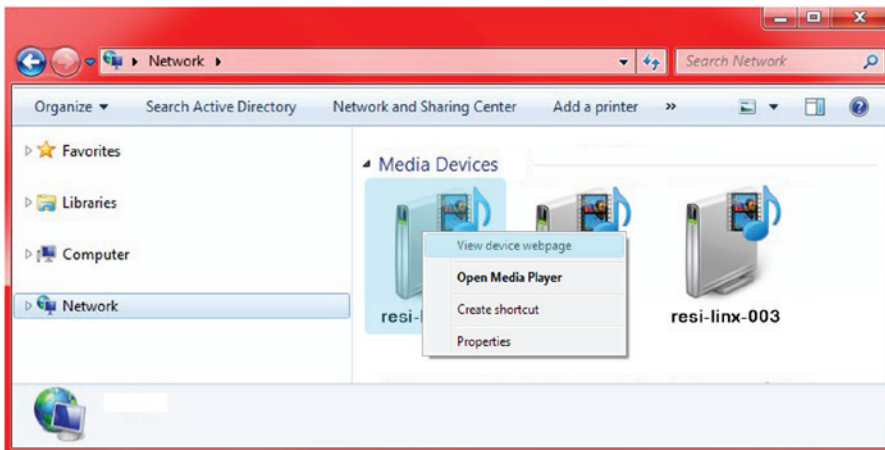 Network
Search Network
Organize
Search Active Directory
Network and Sharing Center
Add a printer
»
Favorites
Libraries
Computer
Network
Media Devices
View device webpage
Open Media Player
Create shortcut
Properties
resi-linx-003